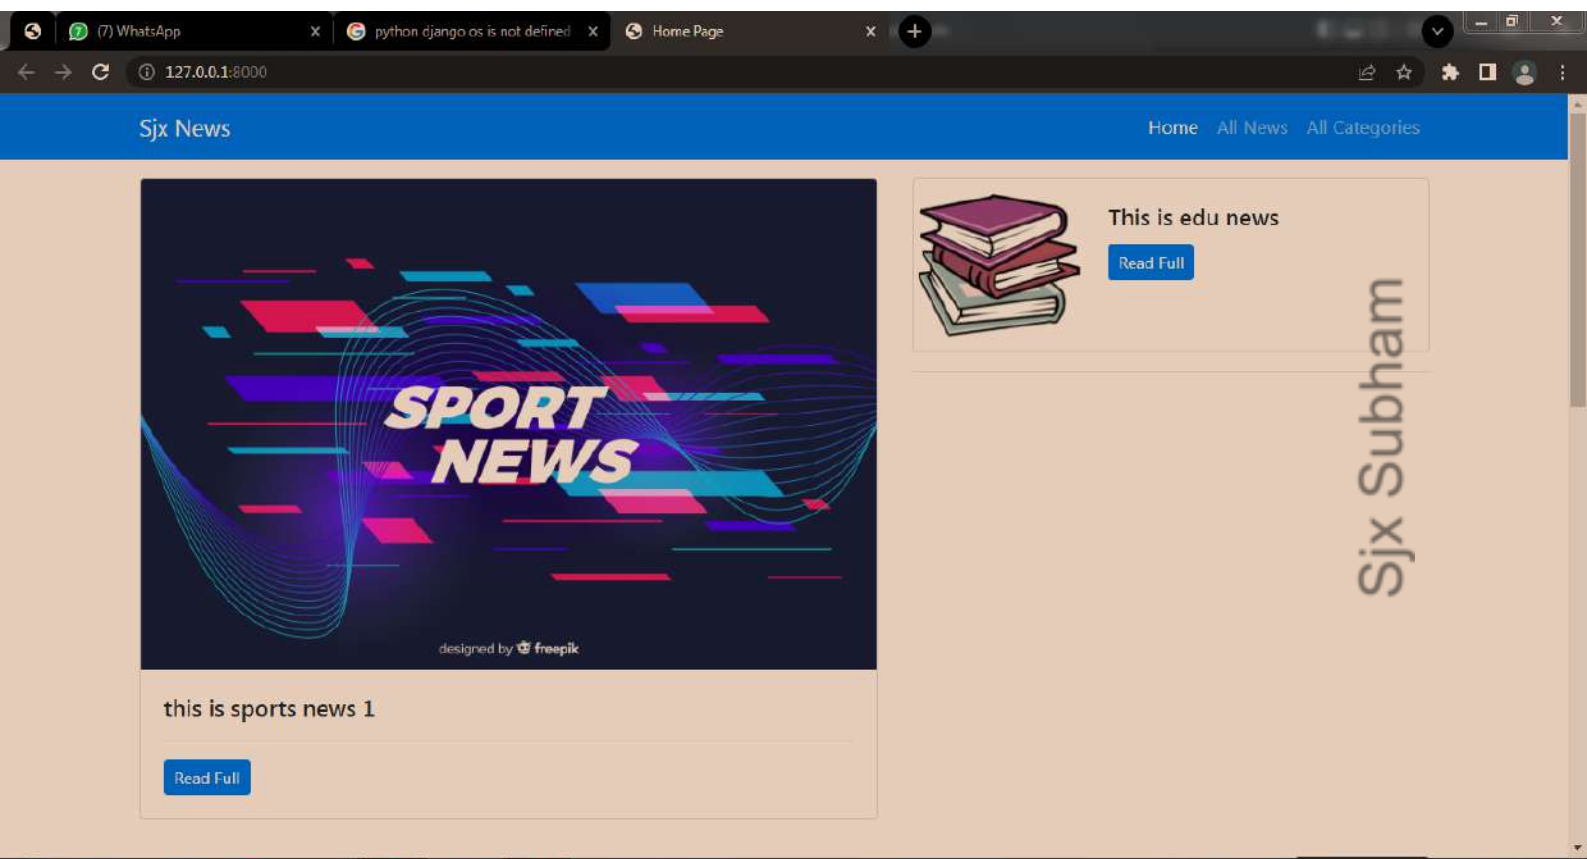 (7) WhatsApp
python django os is not defined
Home Page
127.0.0.1:8000
Sjx News
Home All News All Categories
SPORT
NEWS
designed by freepik
this is sports news 1
Read Full
This is edu news
Read Full
Sjx Subham